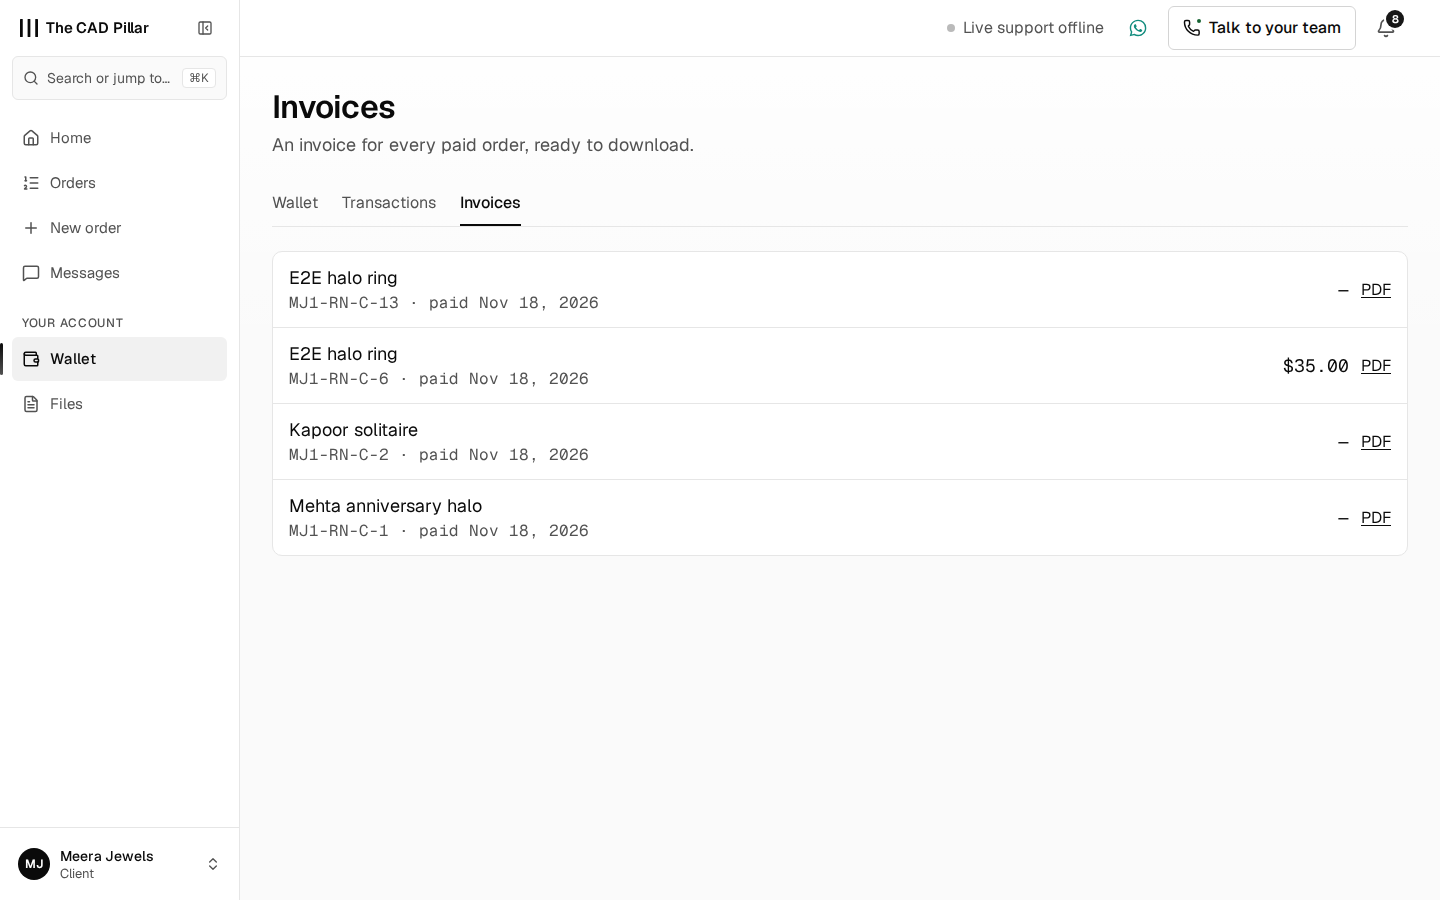 The CAD Pillar
Search or jump to... ⌘K
Home
Orders
New order
Messages
YOUR ACCOUNT
Wallet
Files
MJ
Meera Jewels
Client
Live support offline
Talk to your team
8
Invoices
An invoice for every paid order, ready to download.
Wallet Transactions Invoices
E2E halo ring
MJ1-RN-C-13 · paid Nov 18, 2026
— PDF
E2E halo ring
MJ1-RN-C-6 · paid Nov 18, 2026
$35.00 PDF
Kapoor solitaire
MJ1-RN-C-2 · paid Nov 18, 2026
— PDF
Mehta anniversary halo
MJ1-RN-C-1 · paid Nov 18, 2026
— PDF